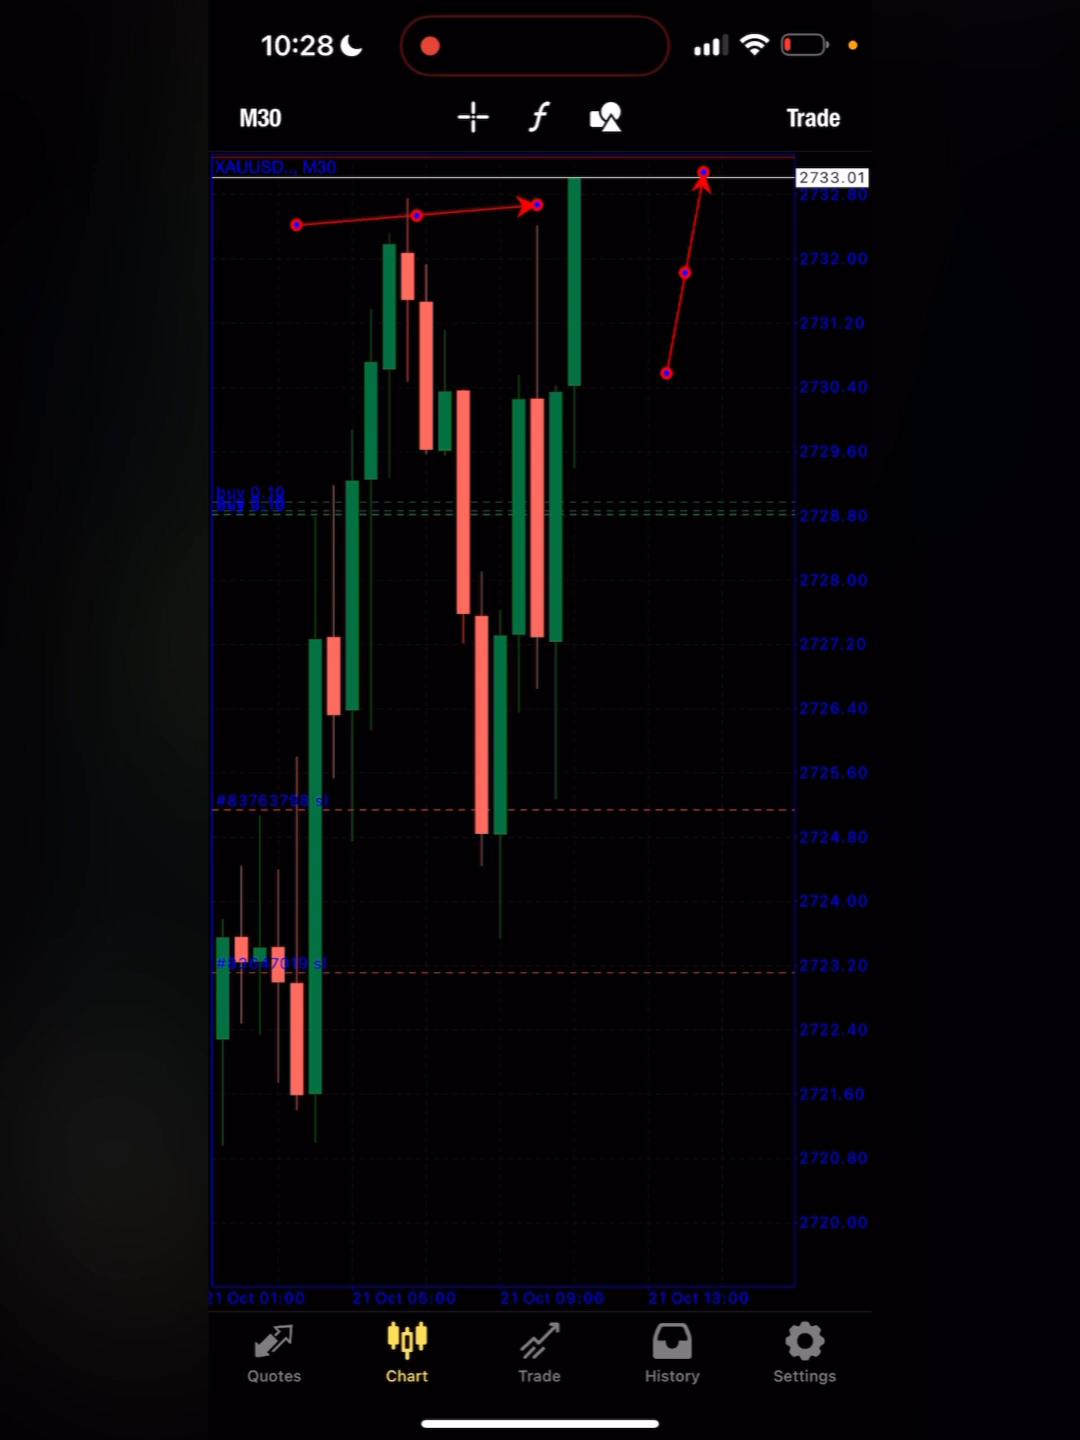 10:28
M30
Trade
XAUUSD.., M30
2733.01
2732.80
2732.00
2731.20
2730.40
2729.60
buy 0.10
2728.80
2728.00
2727.20
2726.40
2725.60
#83763798 sl
2724.80
2724.00
2723.20
2722.40
2721.60
2720.80
2720.00
21 Oct 01:00 21 Oct 05:00 21 Oct 09:00 21 Oct 13:00
Quotes Chart Trade History Settings